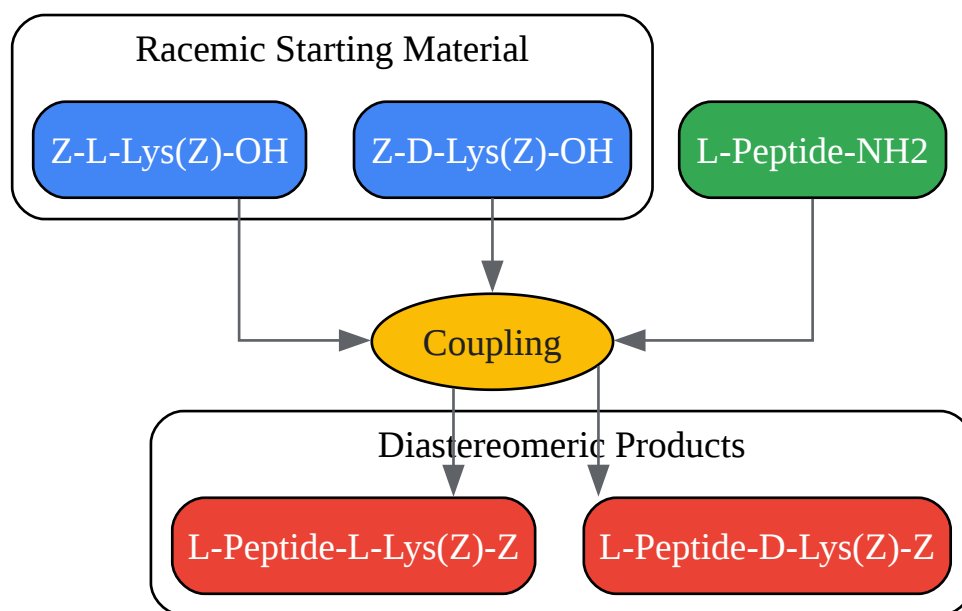 Racemic Starting Material
Z-L-Lys(Z)-OH
Z-D-Lys(Z)-OH
L-Peptide-NH2
Coupling
Diastereomeric Products
L-Peptide-L-Lys(Z)-Z
L-Peptide-D-Lys(Z)-Z